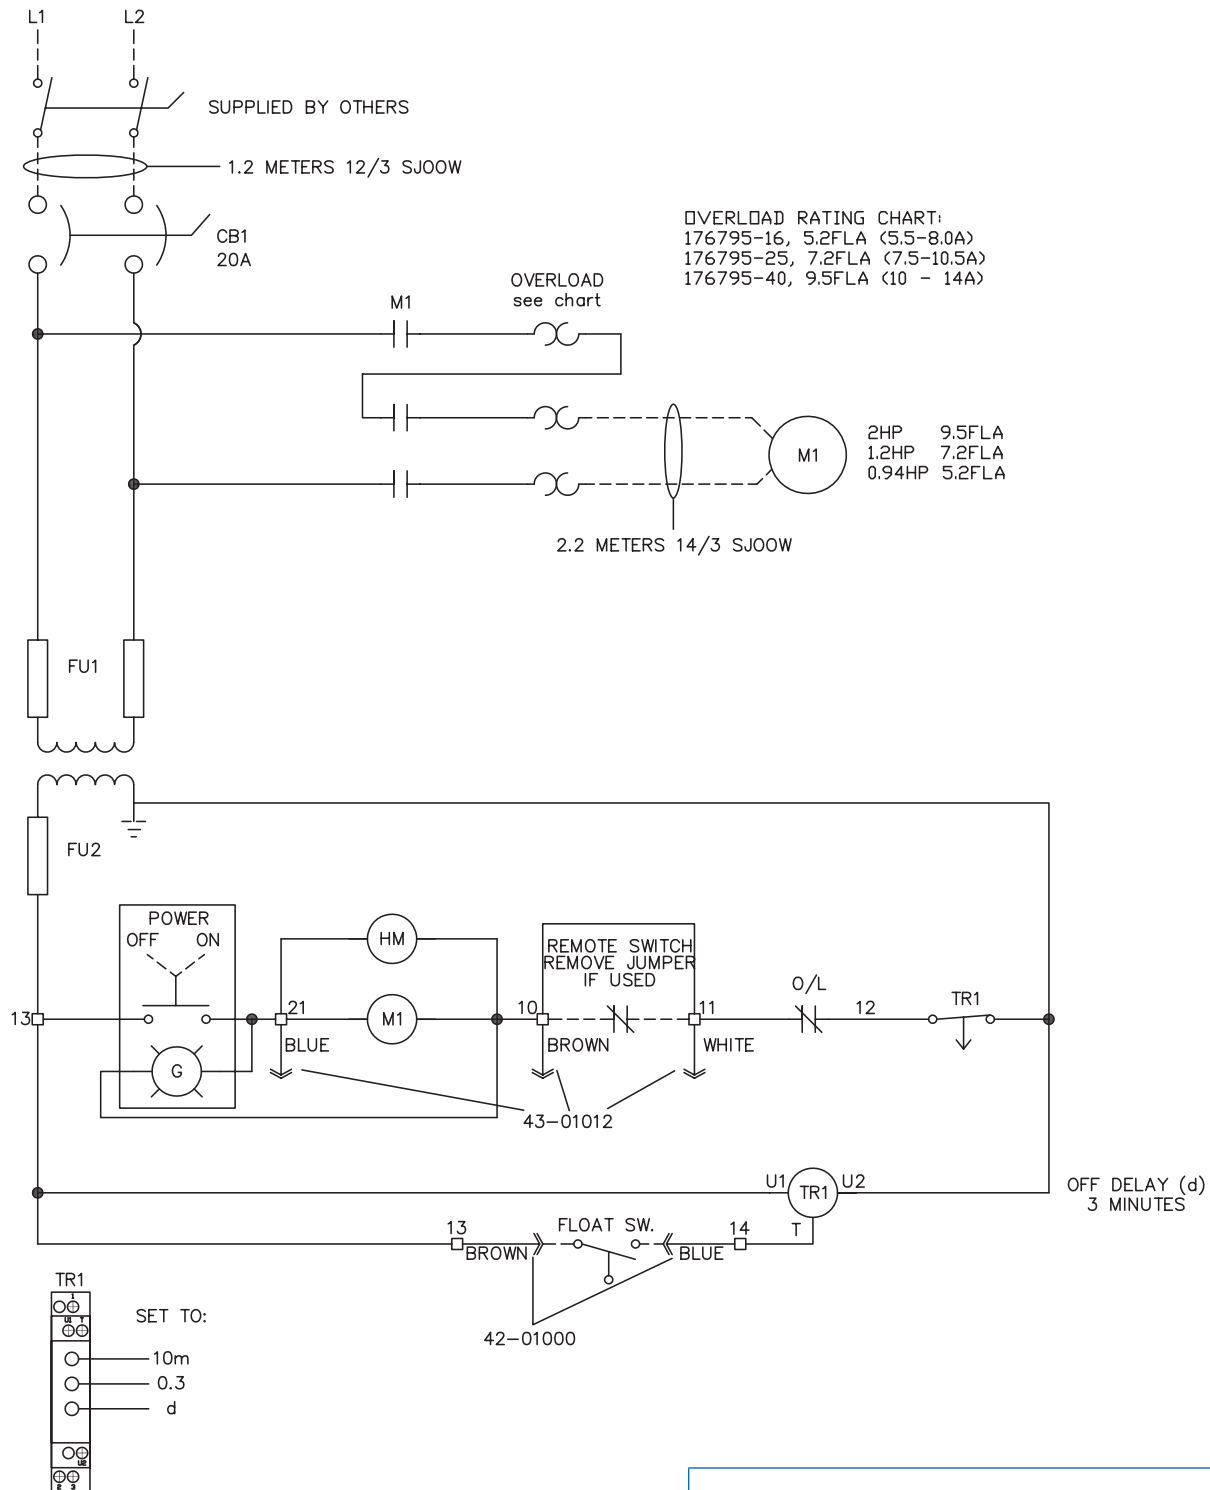 L1 L2
SUPPLIED BY OTHERS
1.2 METERS 12/3 SJOOW
CB1
20A
OVERLOAD RATING CHART:
176795-16, 5.2FLA (5.5-8.0A)
176795-25, 7.2FLA (7.5-10.5A)
176795-40, 9.5FLA (10 - 14A)
OVERLOAD
see chart
M1
M1
2HP 9.5FLA
1.2HP 7.2FLA
0.94HP 5.2FLA
2.2 METERS 14/3 SJOOW
FU1
FU2
POWER
OFF ON
HM
REMOTE SWITCH
REMOVE JUMPER
IF USED
13
21
M1
10
11
O/L
12
TR1
BLUE
BROWN
WHITE
G
43-01012
U1 TR1 U2
T
OFF DELAY (d)
3 MINUTES
13
FLOAT SW.
14
BROWN
BLUE
42-01000
TR1
1
U1 T
SET TO:
10m
0.3
d
U2
2 3